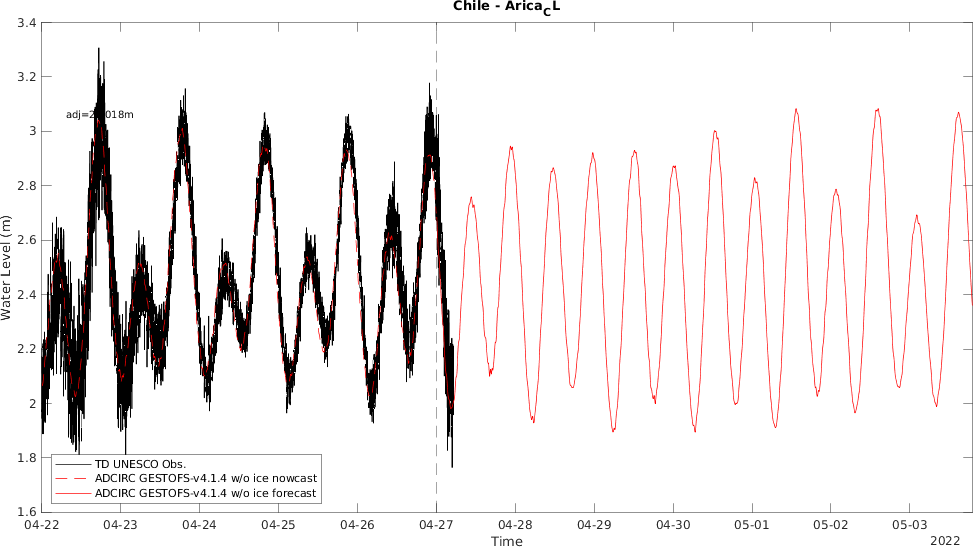 Chile - Arica_CL
3.4
3.2
3
2.8
2.6
2.4
2.2
2
1.8
1.6
Water Level (m)
TD UNESCO Obs.
ADCIRC GESTOFS-v4.1.4 w/o ice nowcast
ADCIRC GESTOFS-v4.1.4 w/o ice forecast
04-22 04-23 04-24 04-25 04-26 04-27 04-28 04-29 04-30 05-01 05-02 05-03
Time
2022